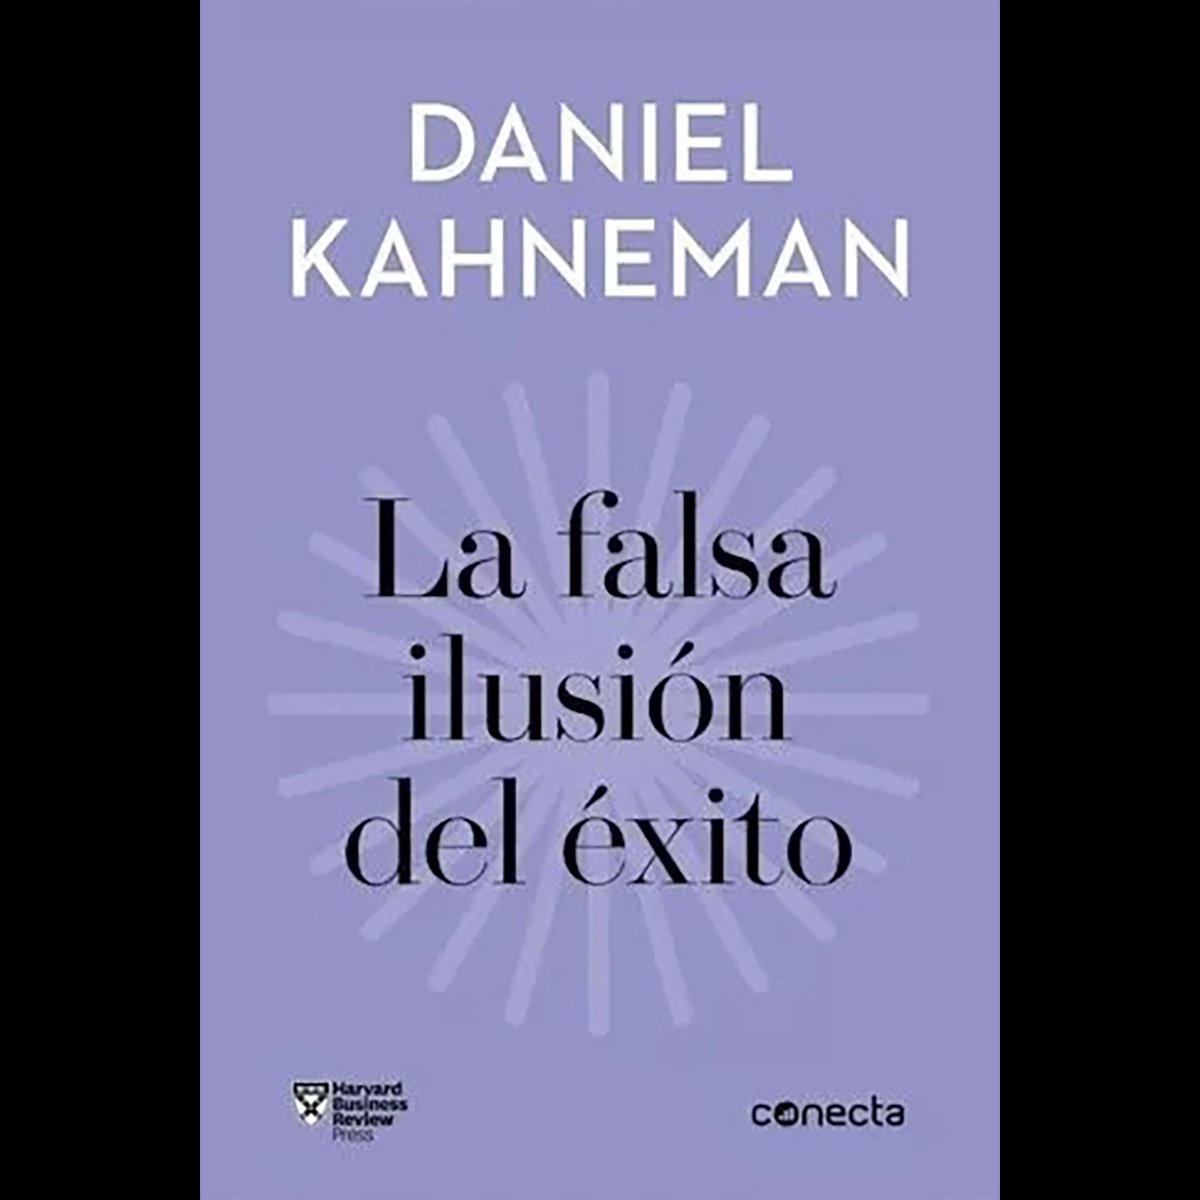 DANIEL
KAHNEMAN
La falsa
ilusión
del éxito
Harvard
Business
Review
Press
conecta